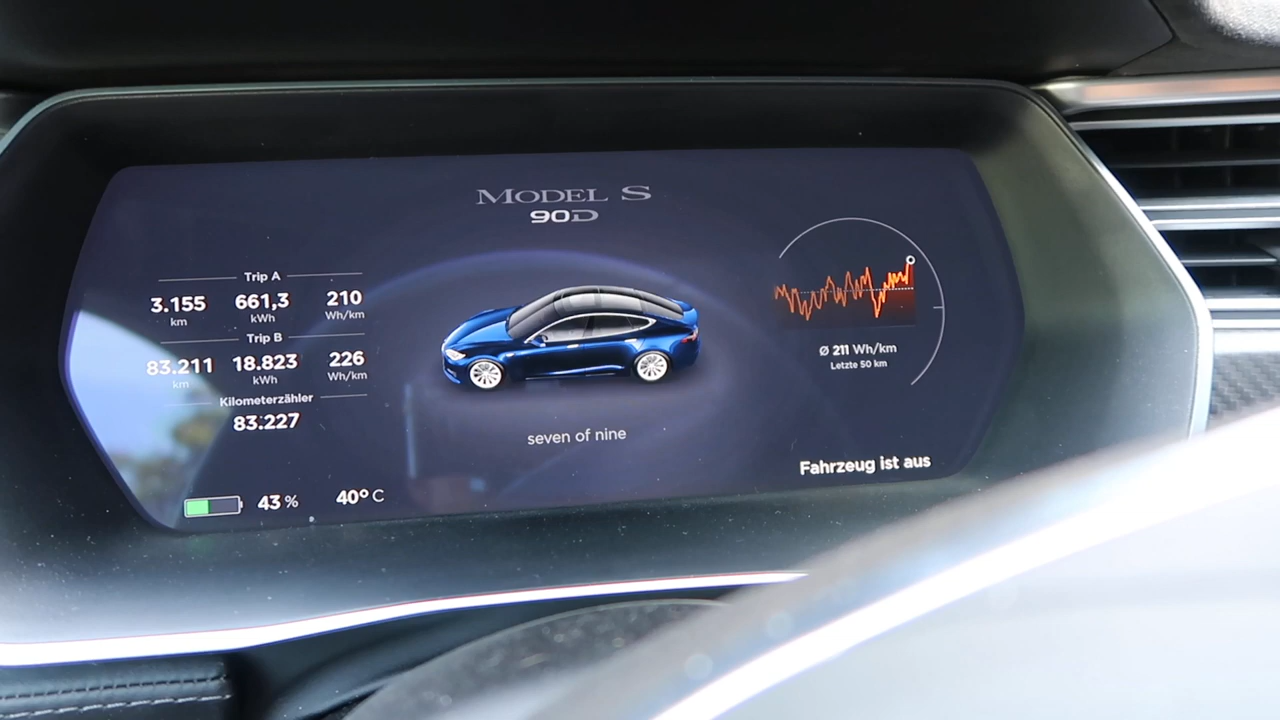 MODEL S
90D
Trip A
3.155 661,3 210
km kWh Wh/km
Trip B
83.211 18.823 226
km kWh Wh/km
Kilometerzähler
83.227
Ø 211 Wh/km
Letzte 50 km
seven of nine
Fahrzeug ist aus
43 % 40° C